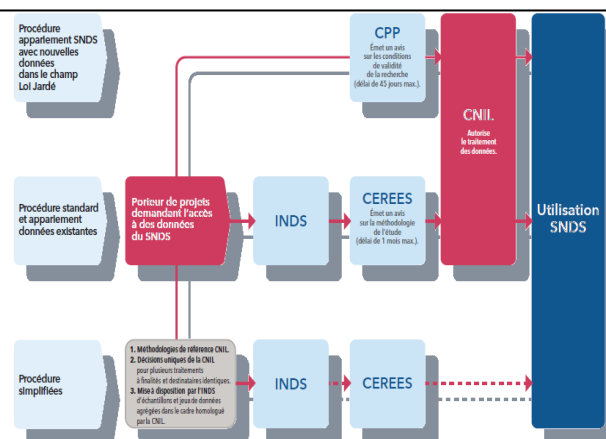 Procédure
appariement SNDS
avec nouvelles
données
dans le champ
Loi Jardé
CPP
Émet un avis
sur les conditions
de validité
de la recherche
(délai de 45 jours max.).
CNIL
Autorise
le traitement
des données.
Procédure standard
et appariement
données existantes
Porteur de projets
demandant l'accès
à des données
du SNDS
INDS
CEREES
Émet un avis
sur la méthodologie
de l'étude
(délai de 1 mois max.).
Utilisation
SNDS
Procédure
simplifiées
1. Méthodologies de référence CNIL.
2. Décisions uniques de la CNIL
pour plusieurs traitements
à finalités et destinataires identiques.
3. Mise à disposition par l'INDS
d'échantillons et jeux de données
agrégées dans le cadre homologué
par la CNIL.
INDS
CEREES